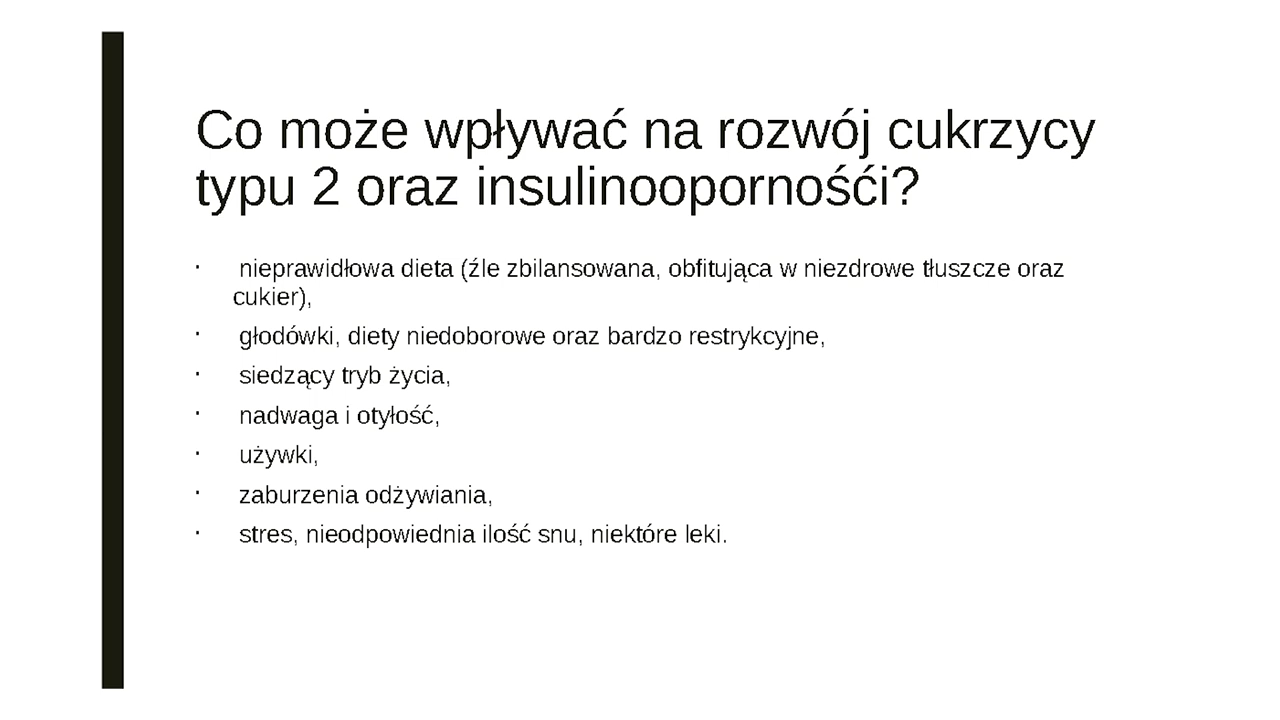 Co może wpływać na rozwój cukrzycy
typu 2 oraz insulinoopornośći?
· nieprawidłowa dieta (źle zbilansowana, obfitująca w niezdrowe tłuszcze oraz
cukier),
· głodówki, diety niedoborowe oraz bardzo restrykcyjne,
· siedzący tryb życia,
· nadwaga i otyłość,
· używki,
· zaburzenia odżywiania,
· stres, nieodpowiednia ilość snu, niektóre leki.